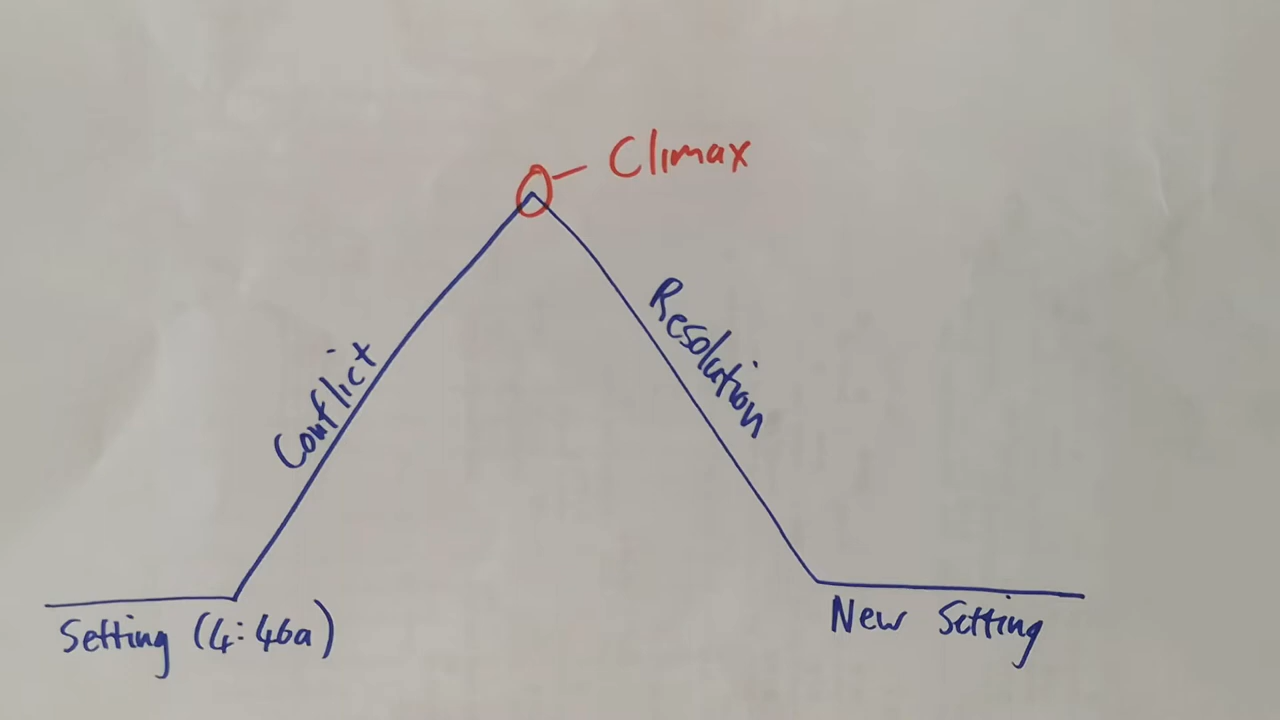 Climax
Conflict
Resolution
Setting (4:46a)
New Setting